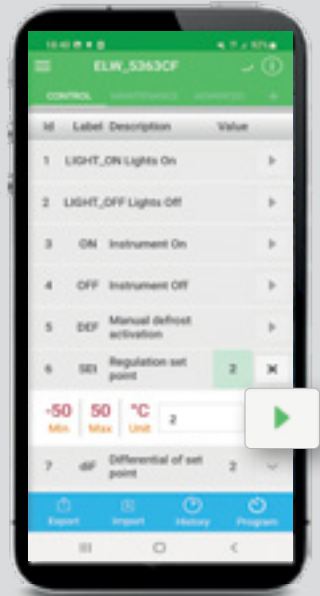 ELW_5363CF
CONTROL MAINTENANCE ADVANCED
Id Label Description Value
1 LIGHT_ON Lights On
2 LIGHT_OFF Lights Off
3 ON Instrument On
4 OFF Instrument Off
5 DEF Manual defrost
activation
6 Regulation set
point 2
-50 50 °C 2
Min Max Unit
7 dIF Differential of set
point 2
Export Import History Program